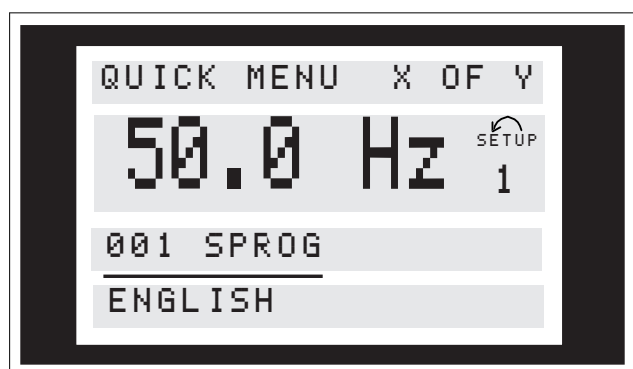 QUICK MENU X OF Y
50.0 Hz SETUP
1
001 SPROG
ENGLISH